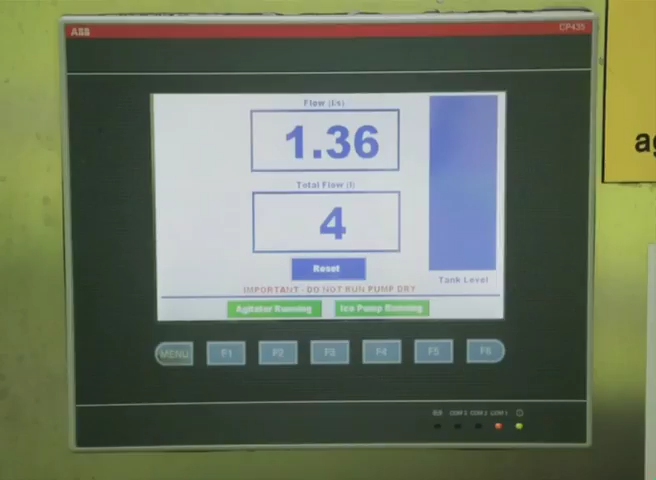 ABB
CP435
Flow (l/s)
1.36
Total Flow (l)
4
Reset
Tank Level
IMPORTANT - DO NOT RUN PUMP DRY
Agitator Running
Ice Pump Running
MENU
F1
F2
F3
F4
F5
F6
COM 3 COM 2 COM 1
ag